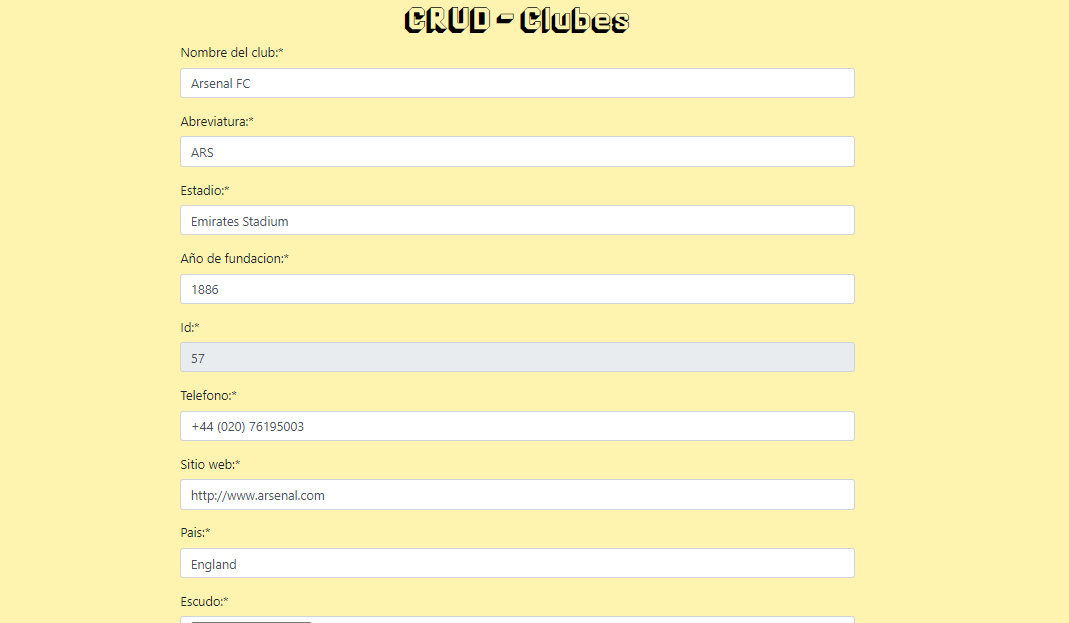 CRUD - Clubes
Nombre del club:*
Arsenal FC
Abreviatura:*
ARS
Estadio:*
Emirates Stadium
Año de fundacion:*
1886
Id:*
57
Telefono:*
+44 (020) 76195003
Sitio web:*
http://www.arsenal.com
Pais:*
England
Escudo:*